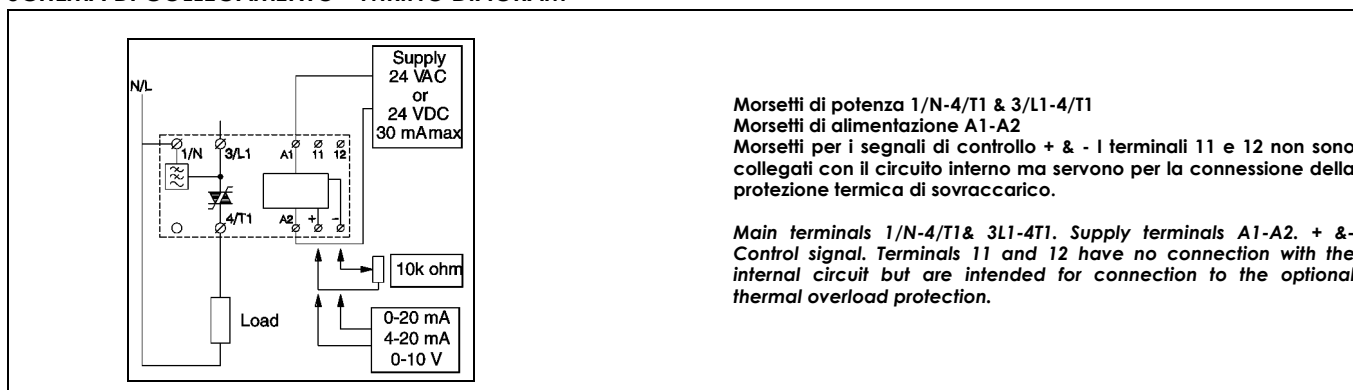 N/L
Supply
24 VAC
or
24 VDC
30 mAmax
1/N
3/L1
A1
11
12
4/T1
A2
+
-
10k ohm
Load
0-20 mA
4-20 mA
0-10 V
Morsetti di potenza 1/N-4/T1 & 3/L1-4/T1
Morsetti di alimentazione A1-A2
Morsetti per i segnali di controllo + & - I terminali 11 e 12 non sono
collegati con il circuito interno ma servono per la connessione della
protezione termica di sovraccarico.
Main terminals 1/N-4/T1& 3L1-4T1. Supply terminals A1-A2. + &-
Control signal. Terminals 11 and 12 have no connection with the
internal circuit but are intended for connection to the optional
thermal overload protection.